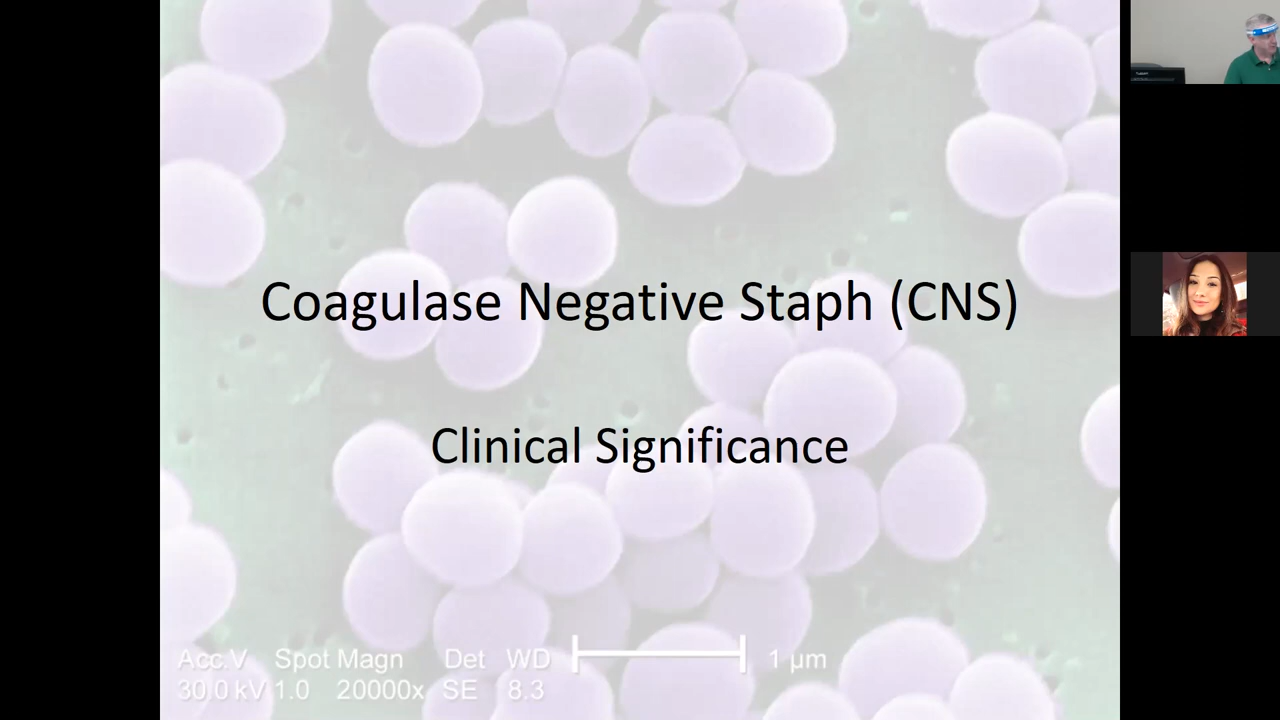 Coagulase Negative Staph (CNS)
Clinical Significance
Acc.V Spot Magn Det WD
30.0 kV 1.0 20000x SE 8.3
1 µm